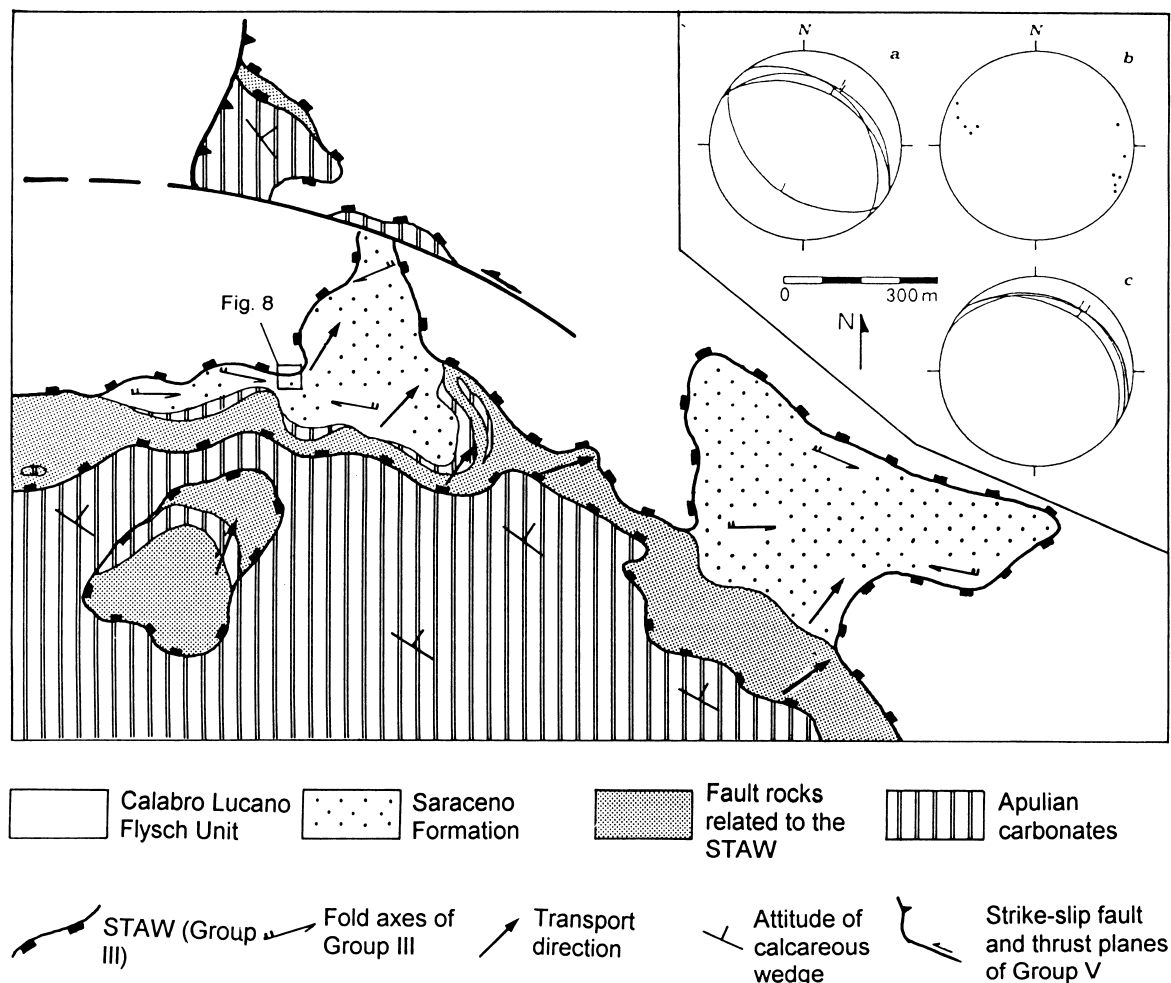 N
a
N
b
0 300 m
c
N
Fig. 8
Calabro Lucano
Flysch Unit
Saraceno
Formation
Fault rocks
related to the
STAW
Apulian
carbonates
STAW (Group
III)
Fold axes of
Group III
Transport
direction
Attitude of
calcareous
wedge
Strike-slip fault
and thrust planes
of Group V